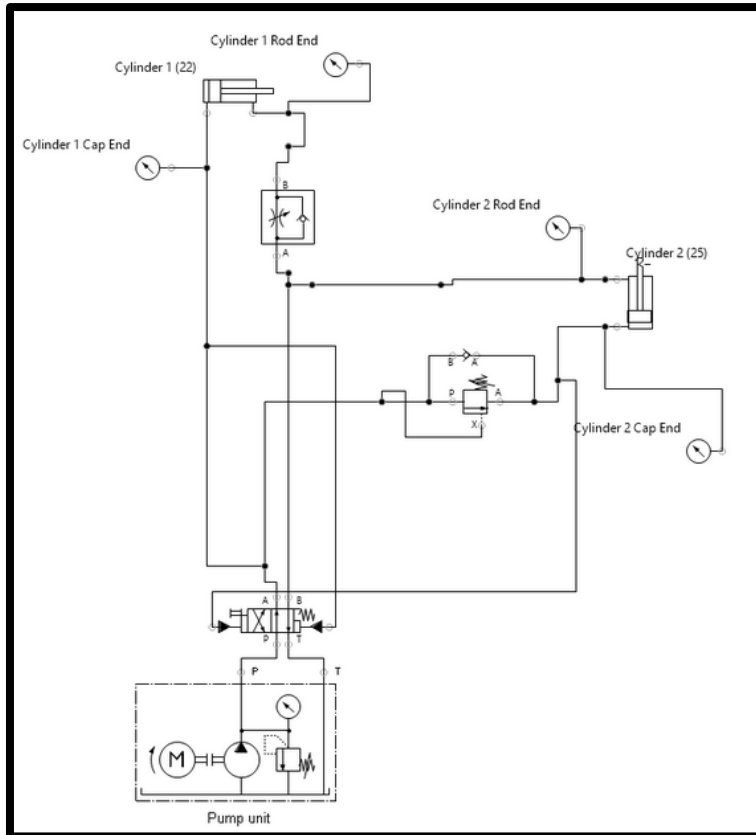 Cylinder 1 Rod End
Cylinder 1 (22)
Cylinder 1 Cap End
B
A
Cylinder 2 Rod End
Cylinder 2 (25)
B A
P A
X
Cylinder 2 Cap End
A B
P T
P T
M
Pump unit